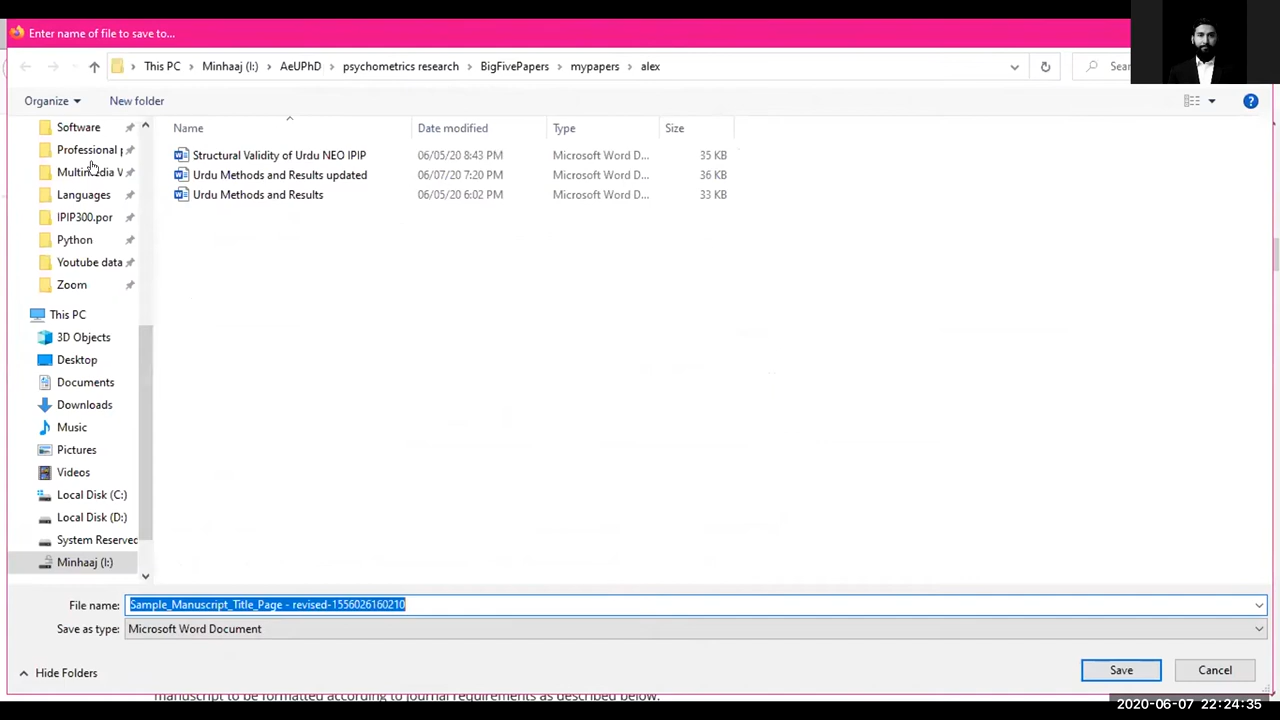 Enter name of file to save to...
This PC > Minhaaj (I:) > AeUPhD > psychometrics research > BigFivePapers > mypapers > alex
Organize
New folder
Software
Professional
Languages
IPIP300.por
Python
Youtube data
Zoom
This PC
3D Objects
Desktop
Documents
Downloads
Music
Pictures
Videos
Local Disk (C:)
Local Disk (D:)
System Reserved
Minhaaj (I:)
Name Date modified Type Size
Structural Validity of Urdu NEO IPIP 06/05/20 8:43 PM Microsoft Word D... 35 KB
Urdu Methods and Results updated 06/07/20 7:20 PM Microsoft Word D... 36 KB
Urdu Methods and Results 06/05/20 6:02 PM Microsoft Word D... 33 KB
File name: Sample_Manuscript_Title_Page - revised-1556026160210
Save as type: Microsoft Word Document
Hide Folders
Save
Cancel
manuscript to be formatted according to journal requirements as described below.
2020-06-07 22:24:35